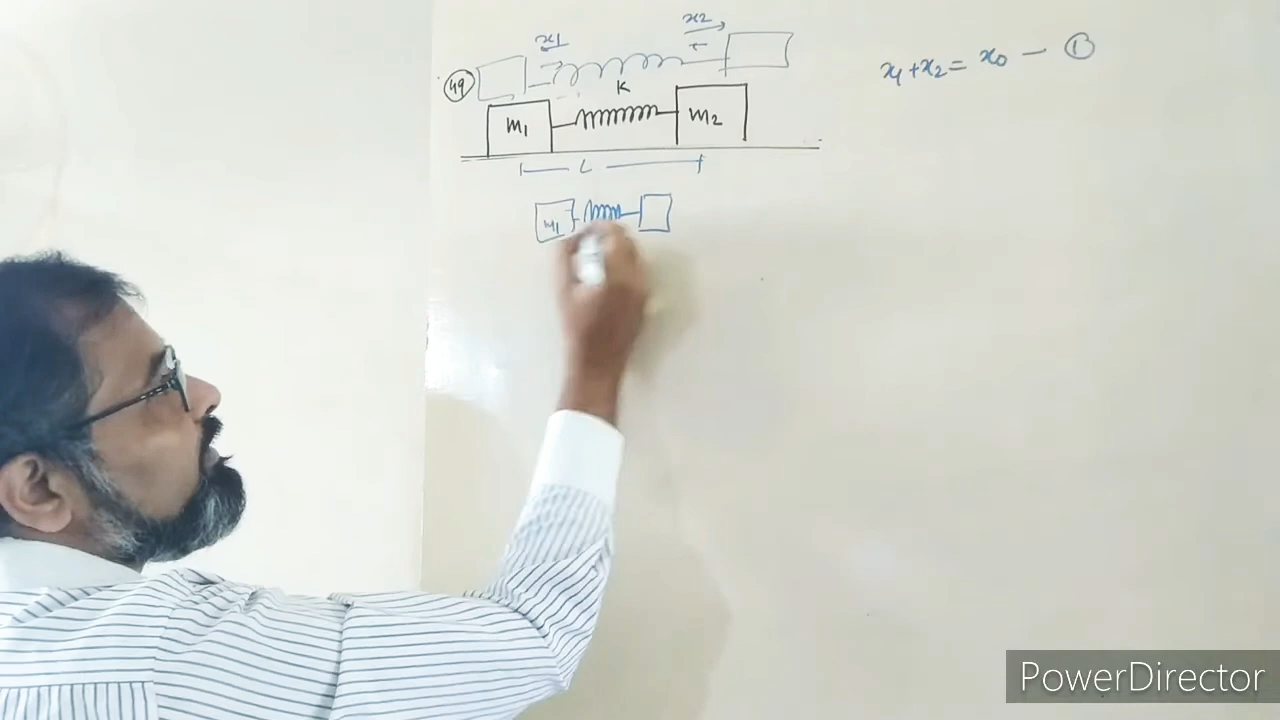 x1 x2
x1+x2= x0 — ①
49
K
m1 m2
L
m1
PowerDirector